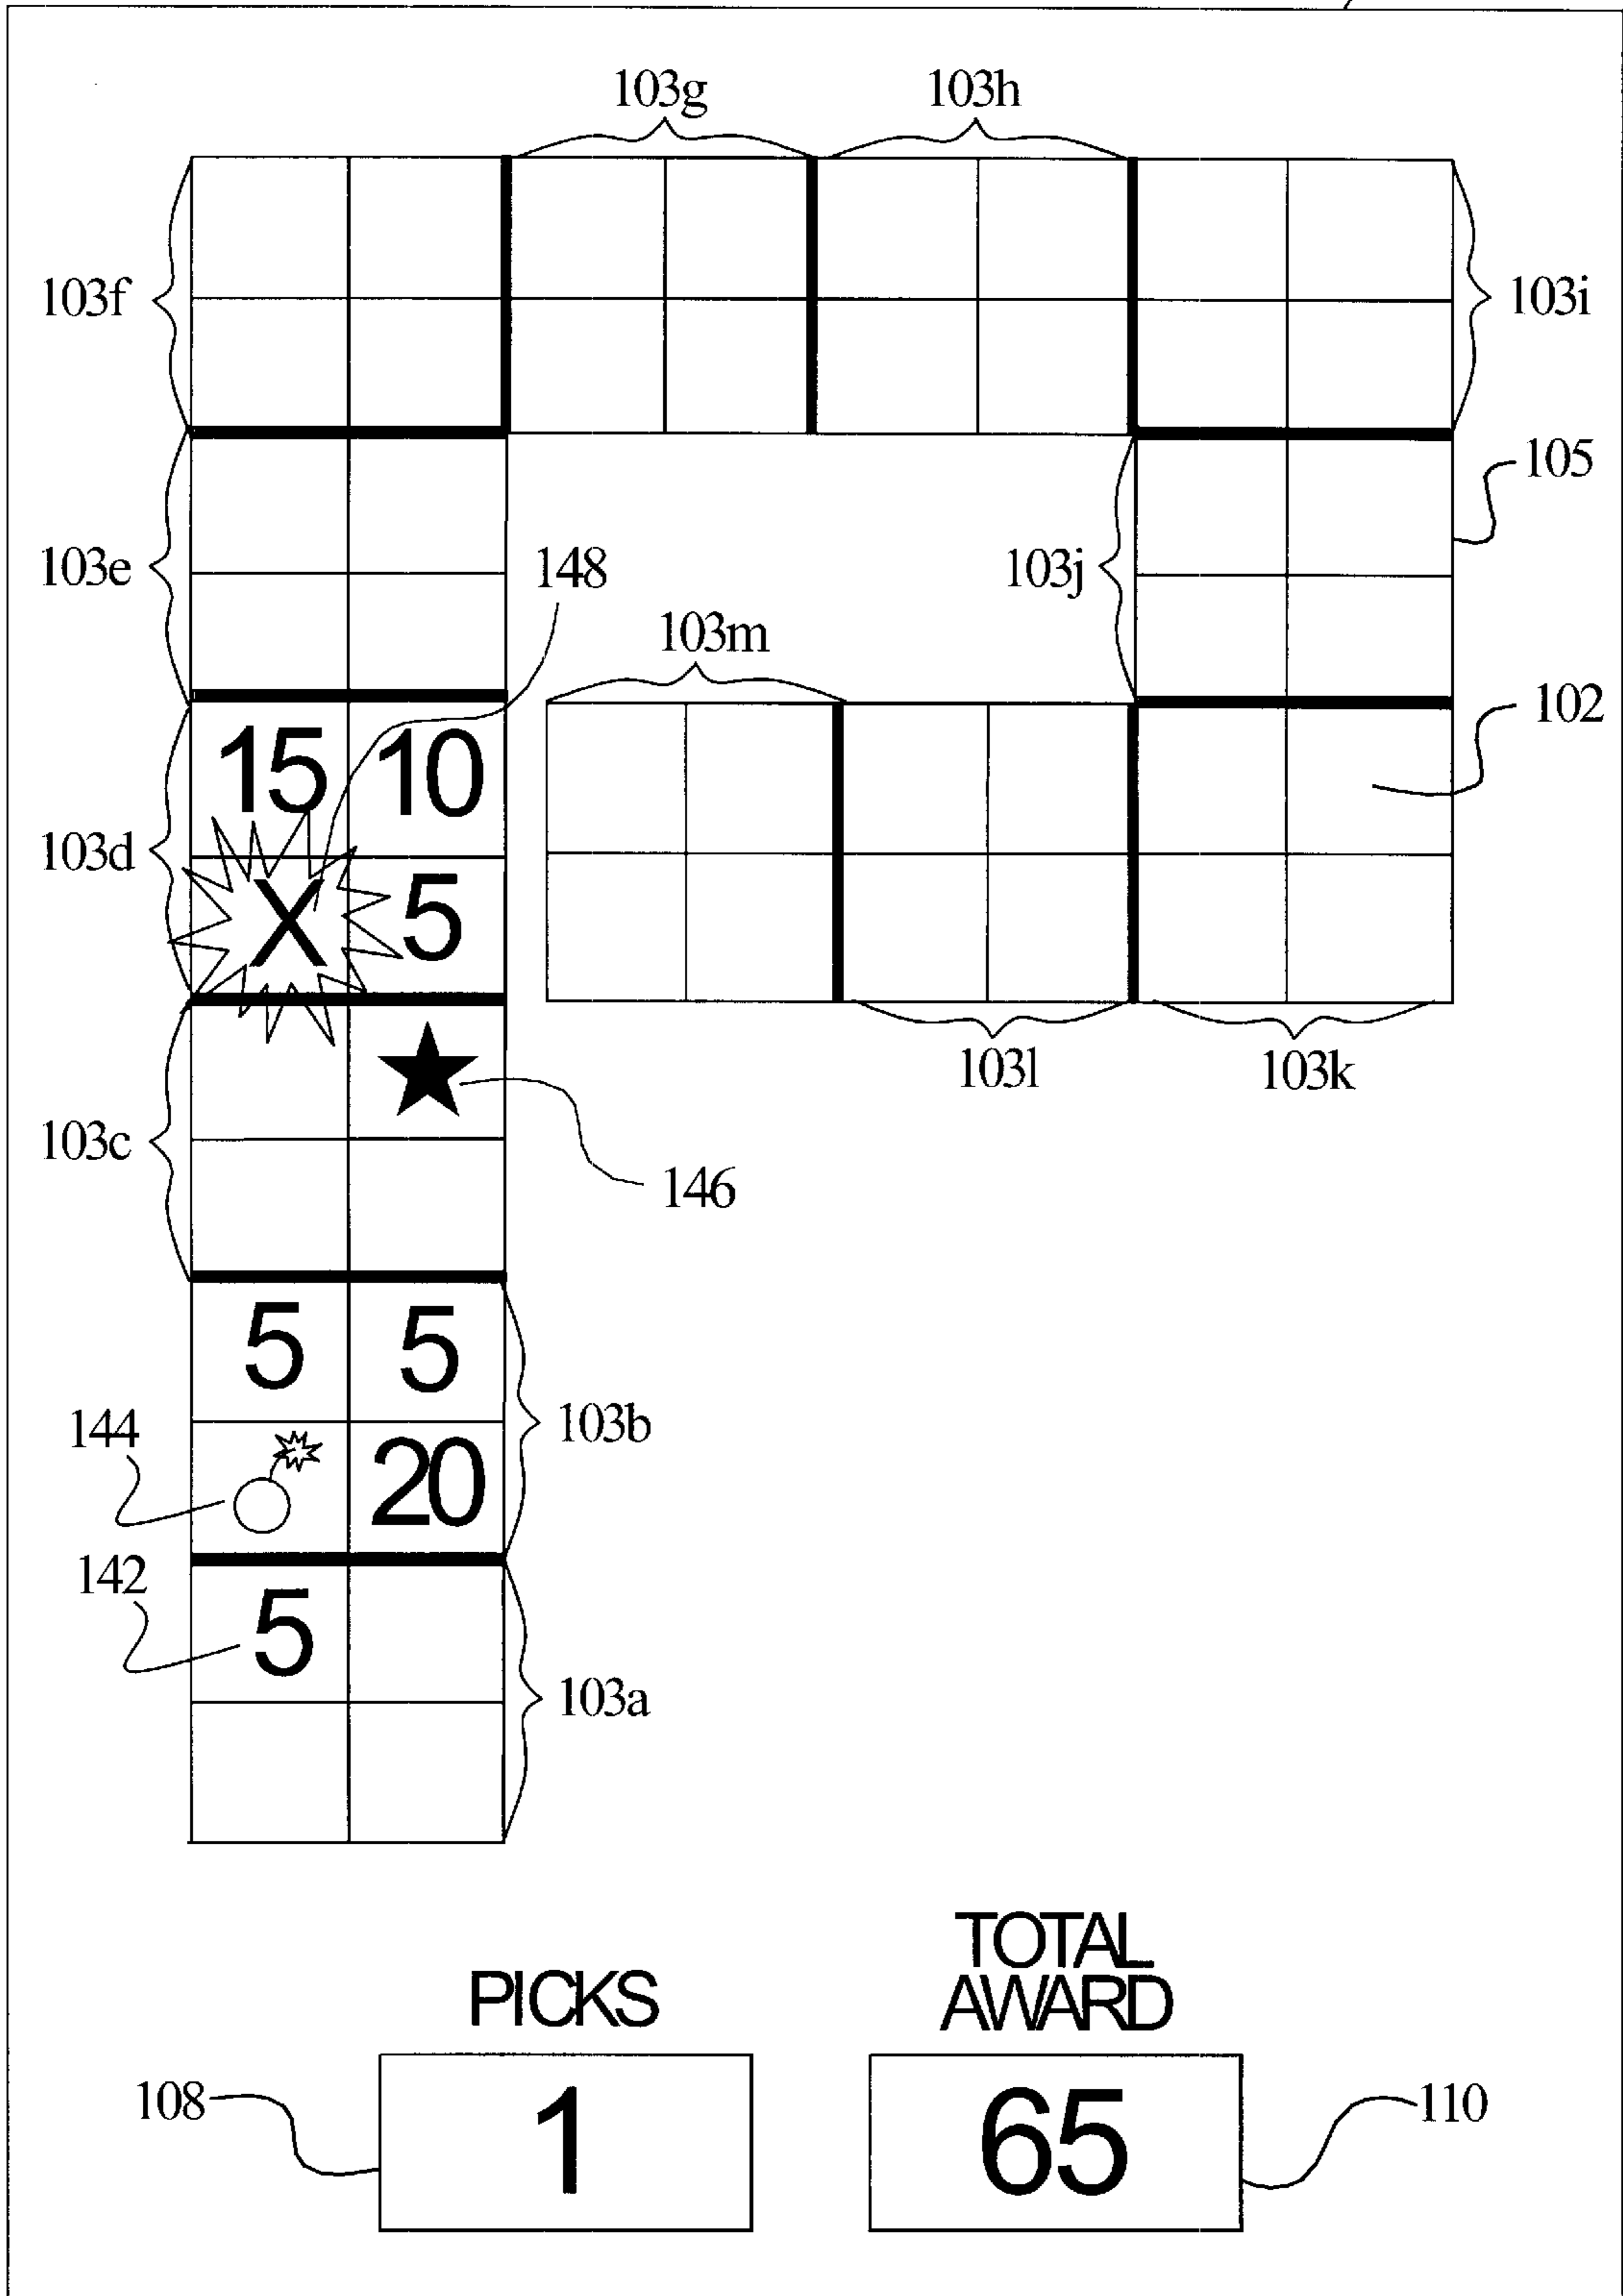 103g 103h
103f 103i
105
103e 148 103j
103m
102
15 10
103d
X 5
103l 103k
103c
146
5 5
144 103b
20
142
5
103a
PICKS TOTAL AWARD
108 1 65 110